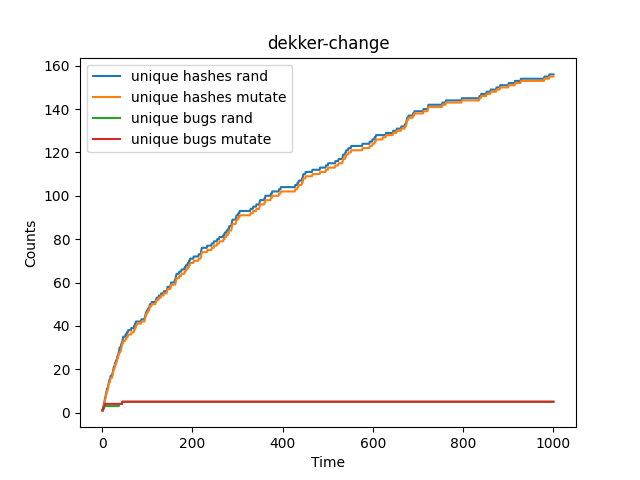 dekker-change
unique hashes rand
unique hashes mutate
unique bugs rand
unique bugs mutate
Counts
160
140
120
100
80
60
40
20
0
0 200 400 600 800 1000
Time